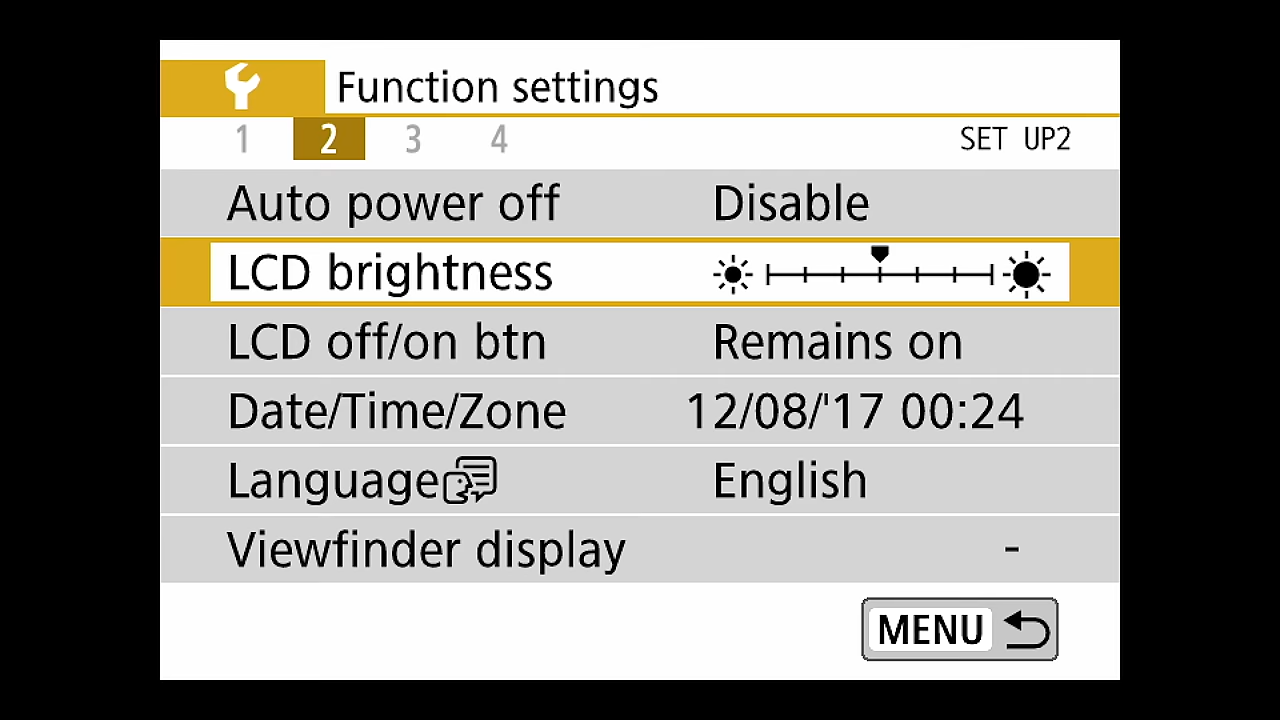 Function settings
1 2 3 4 SET UP2
Auto power off Disable
LCD brightness
LCD off/on btn Remains on
Date/Time/Zone 12/08/'17 00:24
Language English
Viewfinder display -
MENU